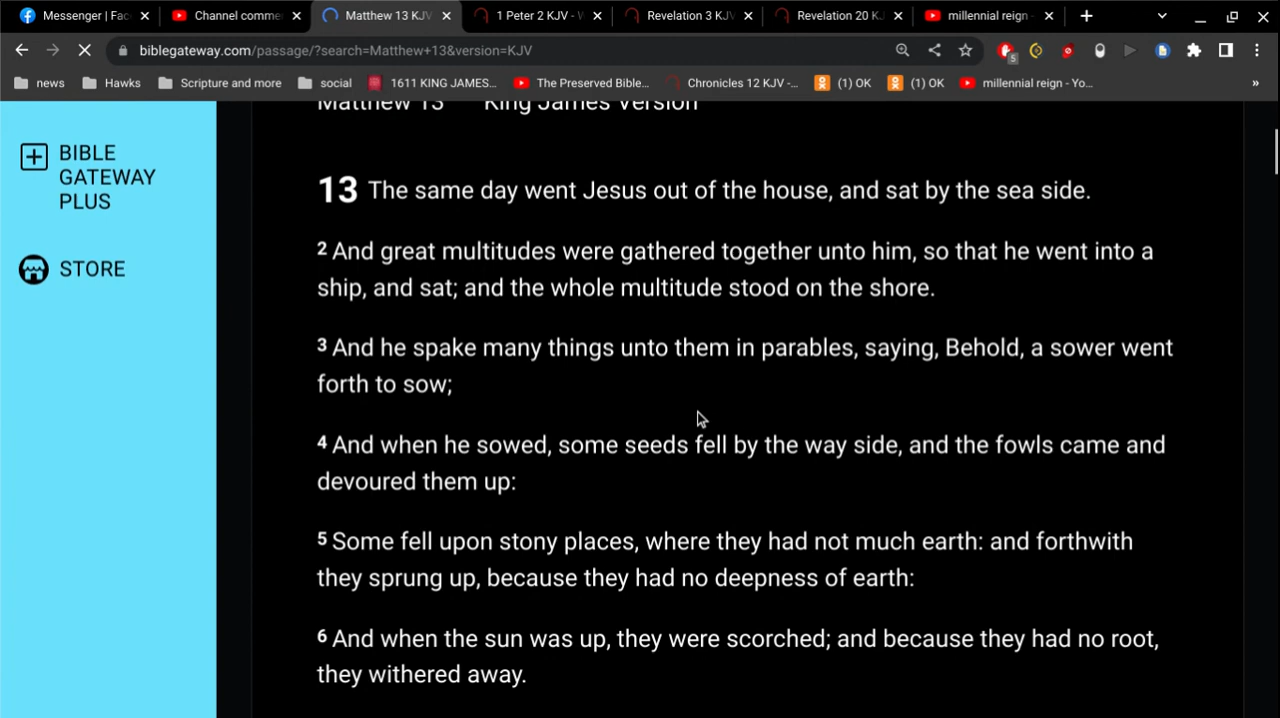 Messenger | Fac
Channel comme
Matthew 13 KJV
1 Peter 2 KJV - W
Revelation 3 KJV
Revelation 20 KJ
millennial reign -
biblegateway.com/passage/?search=Matthew+13&version=KJV
5
news
Hawks
Scripture and more
social
1611 KING JAMES...
The Preserved Bible...
Chronicles 12 KJV -...
(1) OK
(1) OK
millennial reign - Yo...
»
BIBLE
GATEWAY
PLUS
STORE
Matthew 13 King James Version
13 The same day went Jesus out of the house, and sat by the sea side.
2 And great multitudes were gathered together unto him, so that he went into a
ship, and sat; and the whole multitude stood on the shore.
3 And he spake many things unto them in parables, saying, Behold, a sower went
forth to sow;
4 And when he sowed, some seeds fell by the way side, and the fowls came and
devoured them up:
5 Some fell upon stony places, where they had not much earth: and forthwith
they sprung up, because they had no deepness of earth:
6 And when the sun was up, they were scorched; and because they had no root,
they withered away.